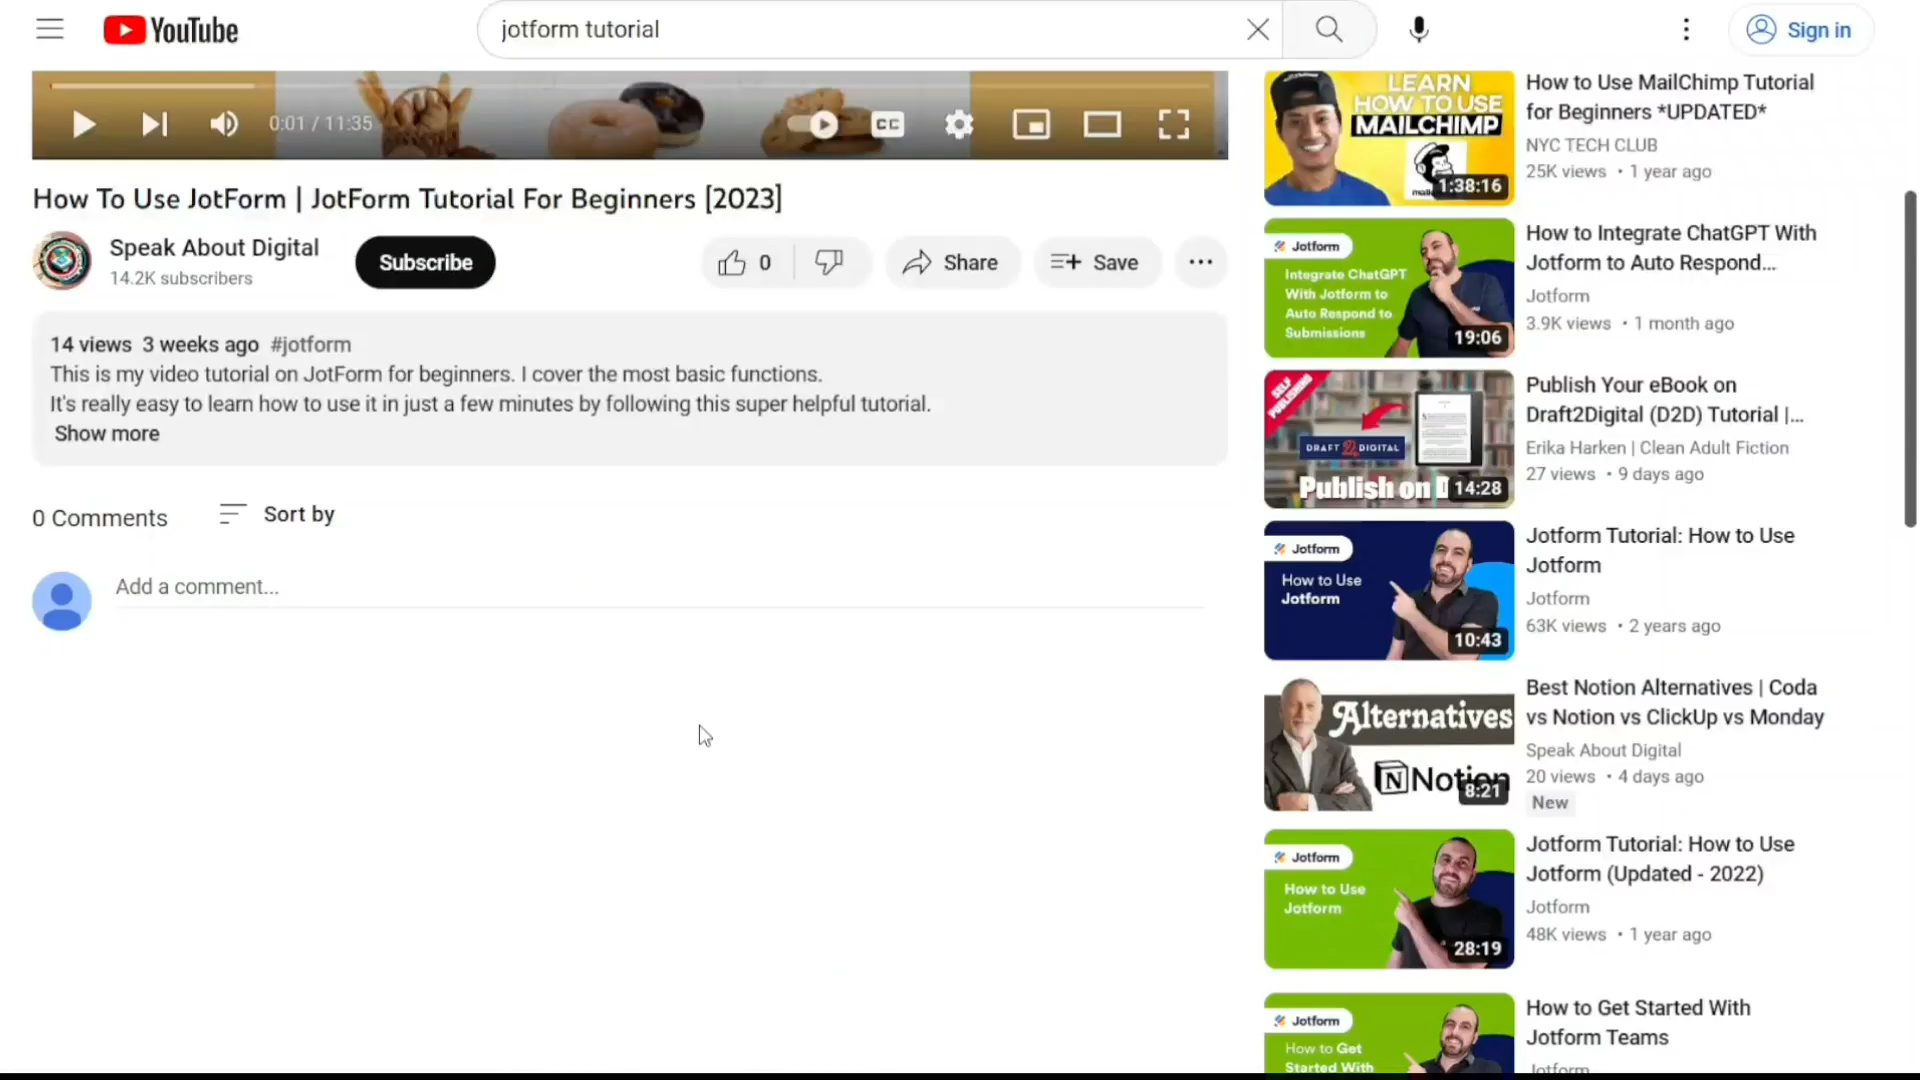 YouTube
jotform tutorial
Sign in
0:01 / 11:35
CC
How To Use JotForm | JotForm Tutorial For Beginners [2023]
Speak About Digital
14.2K subscribers
Subscribe
0
Share
Save
14 views 3 weeks ago #jotform
This is my video tutorial on JotForm for beginners. I cover the most basic functions.
It's really easy to learn how to use it in just a few minutes by following this super helpful tutorial.
Show more
0 Comments
Sort by
Add a comment...
LEARN
HOW TO USE
MAILCHIMP
1:38:16
How to Use MailChimp Tutorial
for Beginners *UPDATED*
NYC TECH CLUB
25K views • 1 year ago
Jotform
Integrate ChatGPT
With Jotform to
Auto Respond to
Submissions
19:06
How to Integrate ChatGPT With
Jotform to Auto Respond...
Jotform
3.9K views • 1 month ago
SELF
PUBLISHING
DRAFT 2 DIGITAL
Publish on D
14:28
Publish Your eBook on
Draft2Digital (D2D) Tutorial |...
Erika Harken | Clean Adult Fiction
27 views • 9 days ago
Jotform
How to Use
Jotform
10:43
Jotform Tutorial: How to Use
Jotform
Jotform
63K views • 2 years ago
Alternatives
Notion
8:21
Best Notion Alternatives | Coda
vs Notion vs ClickUp vs Monday
Speak About Digital
20 views • 4 days ago
New
Jotform
How to Use
Jotform
28:19
Jotform Tutorial: How to Use
Jotform (Updated - 2022)
Jotform
48K views • 1 year ago
Jotform
How to Get
Started With
How to Get Started With
Jotform Teams
Jotform